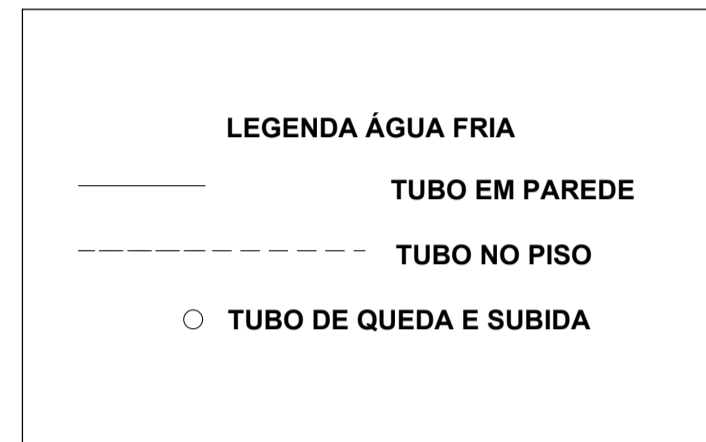 LEGENDA ÁGUA FRIA
TUBO EM PAREDE
TUBO NO PISO
TUBO DE QUEDA E SUBIDA